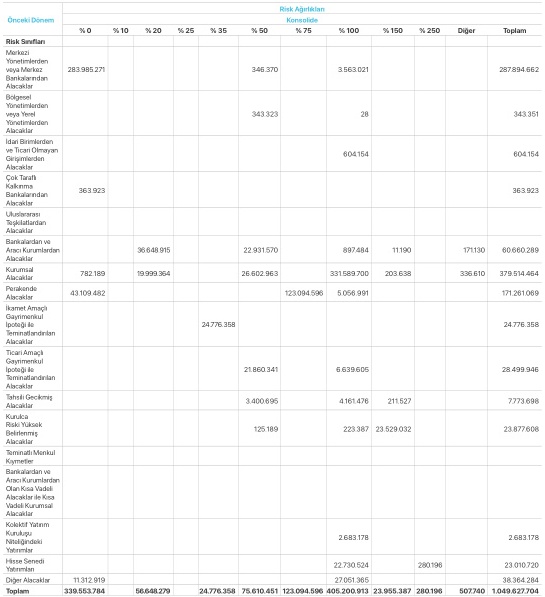 Risk Ağırlıkları
Önceki Dönem Konsolide
% 0 % 10 % 20 % 25 % 35 % 50 % 75 % 100 % 150 % 250 Diğer Toplam
Risk Sınıfları
Merkezi
Yönetimlerden
veya Merkez
Bankalarından
Alacaklar
283.985.271 346.370 3.563.021 287.894.662
Bölgesel
Yönetimlerden
veya Yerel
Yönetimlerden
Alacaklar
343.323 28 343.351
İdari Birimlerden
ve Ticari Olmayan
Girişimlerden
Alacaklar
604.154 604.154
Çok Taraflı
Kalkınma
Bankalarından
Alacaklar
363.923 363.923
Uluslararası
Teşkilatlardan
Alacaklar
Bankalardan ve
Aracı Kurumlardan
Alacaklar
36.648.915 22.931.570 897.484 11.190 171.130 60.660.289
Kurumsal
Alacaklar
782.189 19.999.364 26.602.963 331.589.700 203.638 336.610 379.514.464
Perakende
Alacaklar
43.109.482 123.094.596 5.056.991 171.261.069
İkamet Amaçlı
Gayrimenkul
İpoteği ile
Teminatlandırılan
Alacaklar
24.776.358 24.776.358
Ticari Amaçlı
Gayrimenkul
İpoteği ile
Teminatlandırılan
Alacaklar
21.860.341 6.639.605 28.499.946
Tahsili Gecikmiş
Alacaklar
3.400.695 4.161.476 211.527 7.773.698
Kurulca
Riski Yüksek
Belirlenmiş
Alacaklar
125.189 223.387 23.529.032 23.877.608
Teminatlı Menkul
Kıymetler
Bankalardan ve
Aracı Kurumlardan
Olan Kısa Vadeli
Alacaklar ile Kısa
Vadeli Kurumsal
Alacaklar
Kolektif Yatırım
Kuruluşu
Niteliğindeki
Yatırımlar
2.683.178 2.683.178
Hisse Senedi
Yatırımları
22.730.524 280.196 23.010.720
Diğer Alacaklar 11.312.919 27.051.365 38.364.284
Toplam 339.553.784 56.648.279 24.776.358 75.610.451 123.094.596 405.200.913 23.955.387 280.196 507.740 1.049.627.704